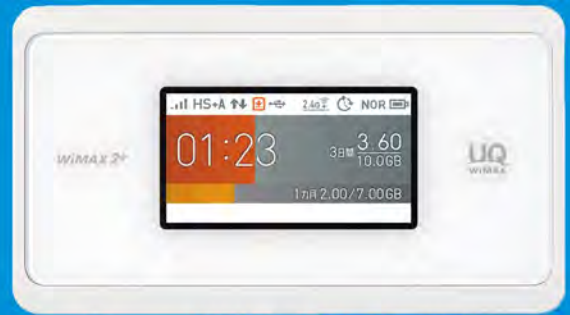 HS+A 2.4G NOR
WiMAX 2+
01:23
3日間 3.60
10.0GB
UQ
WiMAX
1カ月 2.00/7.00GB